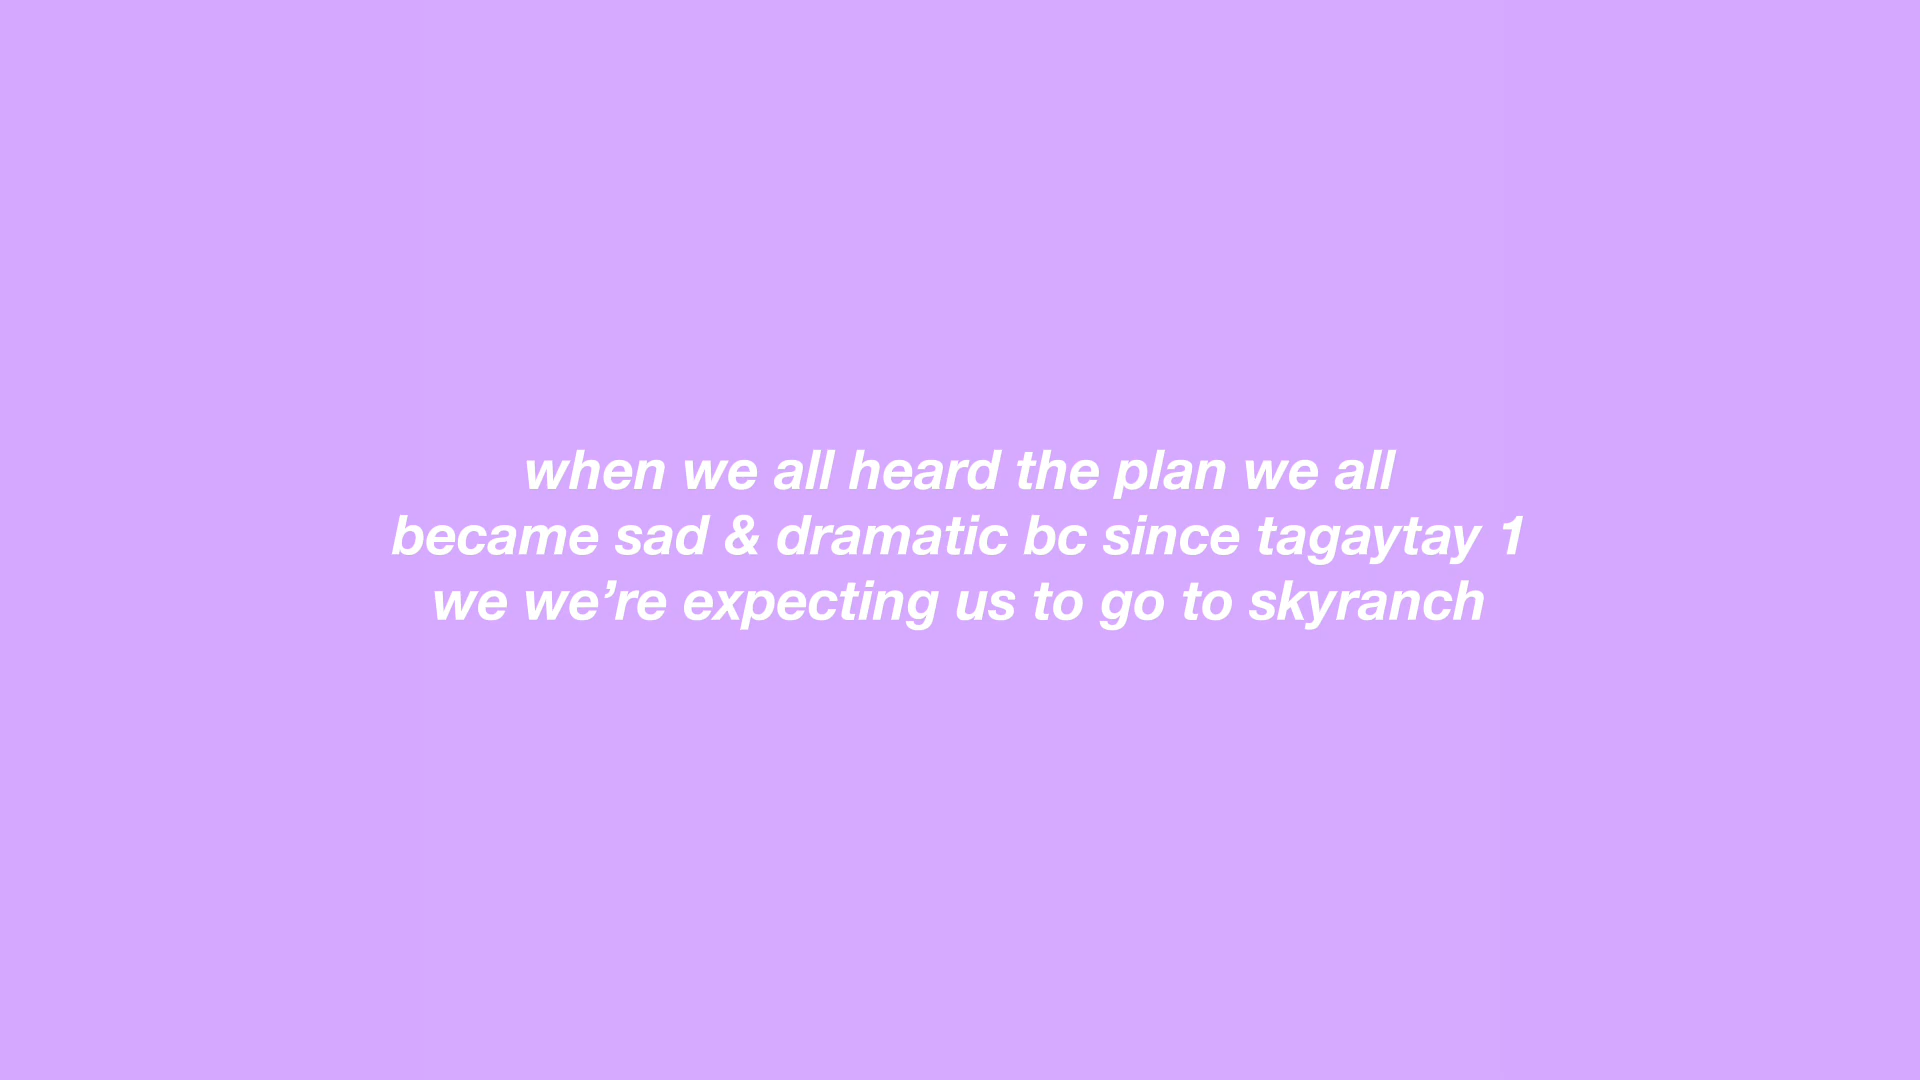 when we all heard the plan we all
became sad & dramatic bc since tagaytay 1
we we’re expecting us to go to skyranch